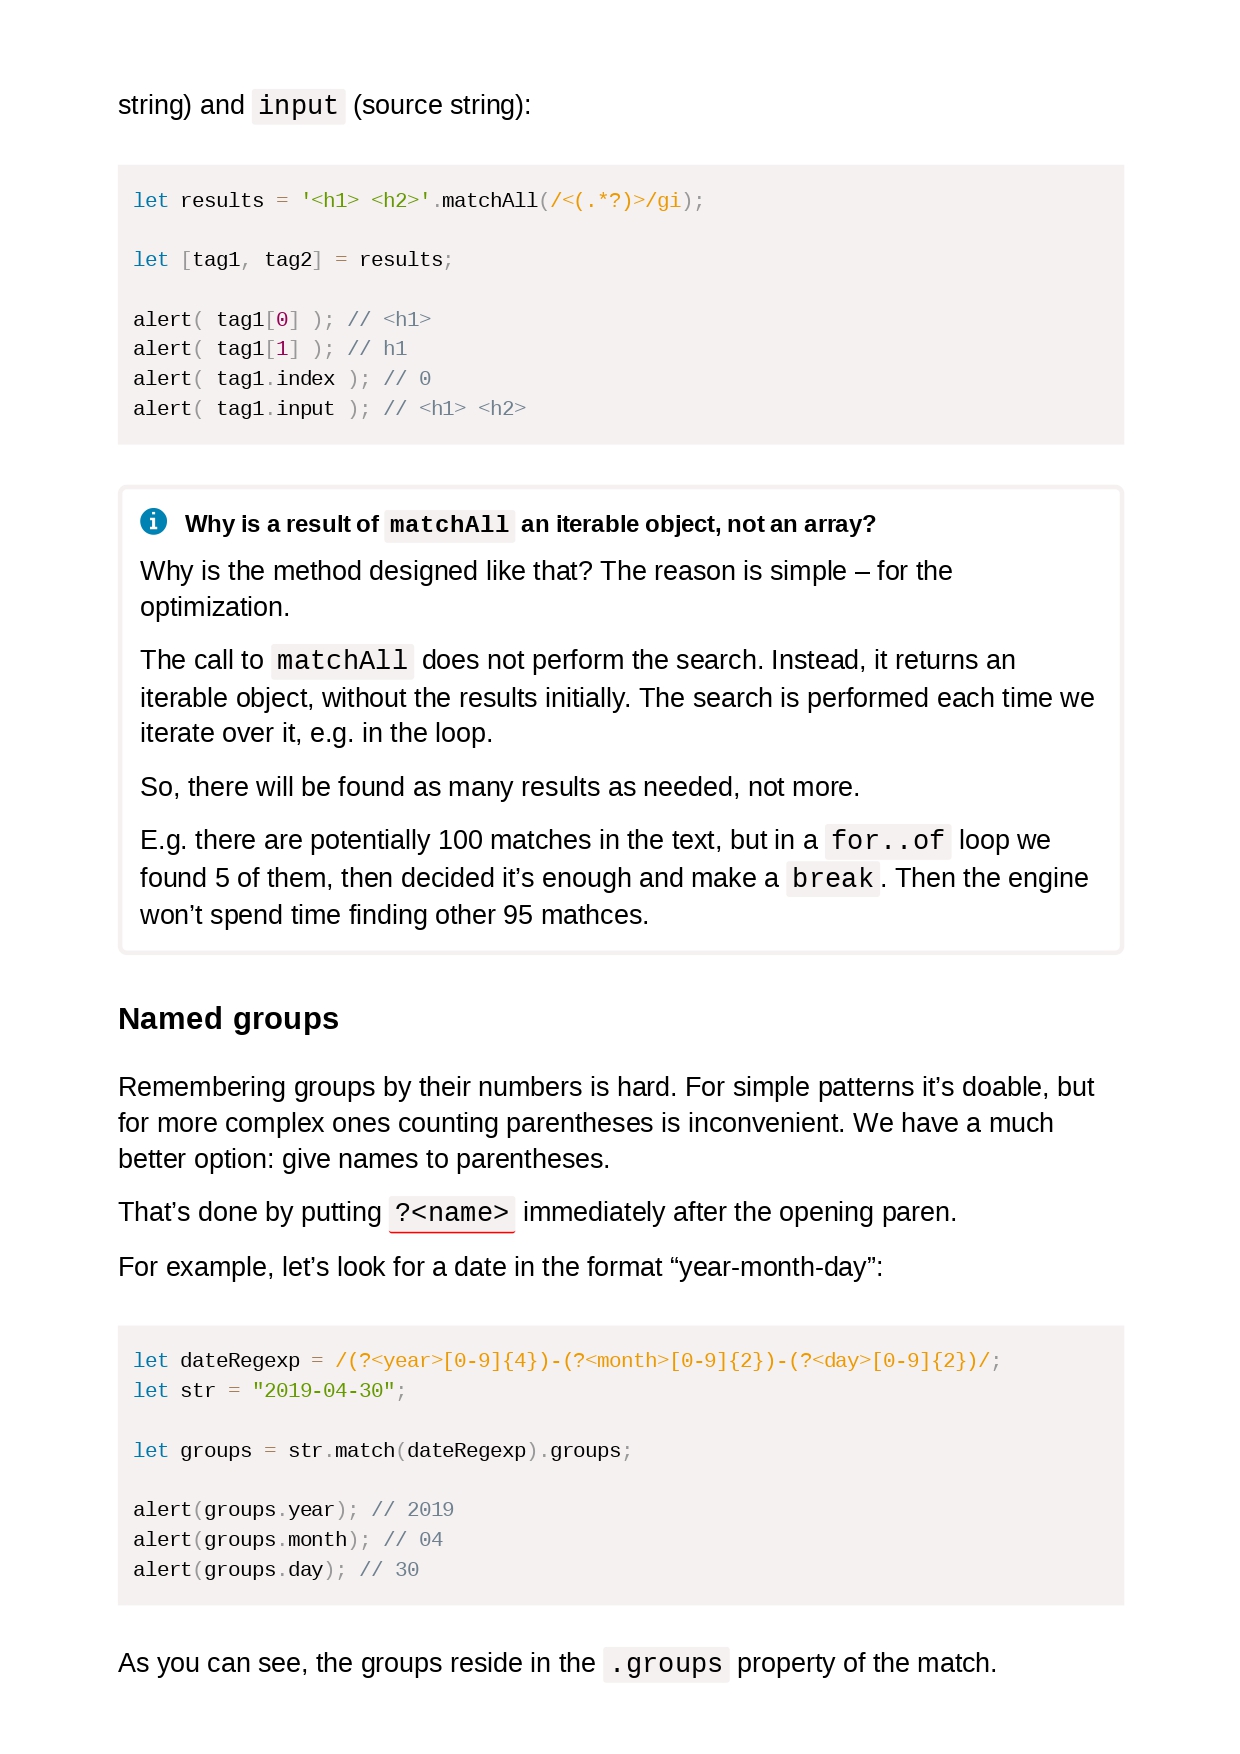 string) and input (source string):
let results = '<h1> <h2>'.matchAll(/<(.*?)>/gi);
let [tag1, tag2] = results;
alert( tag1[0] ); // <h1>
alert( tag1[1] ); // h1
alert( tag1.index ); // 0
alert( tag1.input ); // <h1> <h2>
Why is a result of matchAll an iterable object, not an array?
Why is the method designed like that? The reason is simple – for the
optimization.
The call to matchAll does not perform the search. Instead, it returns an
iterable object, without the results initially. The search is performed each time we
iterate over it, e.g. in the loop.
So, there will be found as many results as needed, not more.
E.g. there are potentially 100 matches in the text, but in a for..of loop we
found 5 of them, then decided it’s enough and make a break. Then the engine
won’t spend time finding other 95 mathces.
Named groups
Remembering groups by their numbers is hard. For simple patterns it’s doable, but
for more complex ones counting parentheses is inconvenient. We have a much
better option: give names to parentheses.
That’s done by putting ?<name> immediately after the opening paren.
For example, let’s look for a date in the format “year-month-day”:
let dateRegexp = /(?<year>[0-9]{4})-(?<month>[0-9]{2})-(?<day>[0-9]{2})/;
let str = "2019-04-30";
let groups = str.match(dateRegexp).groups;
alert(groups.year); // 2019
alert(groups.month); // 04
alert(groups.day); // 30
As you can see, the groups reside in the .groups property of the match.